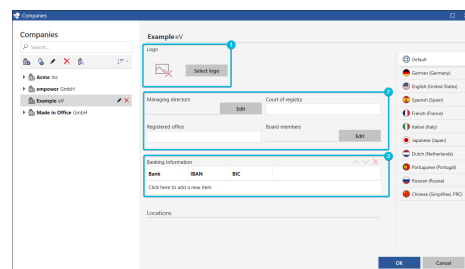 Companies
Companies
Search...
Acme inc
empower GmbH
Example eV
Made in Office GmbH
Example eV
1
Logo
Select logo
2
Managing directors
Edit
Court of registry
Registered office
Board members
Edit
3
Banking information
Bank IBAN BIC
Click here to add a new item
Locations
Default
German (Germany)
English (United States)
Spanish (Spain)
French (France)
Italian (Italy)
Japanese (Japan)
Dutch (Netherlands)
Portuguese (Portugal)
Russian (Russia)
Chinese (Simplified, PRC)
OK Cancel